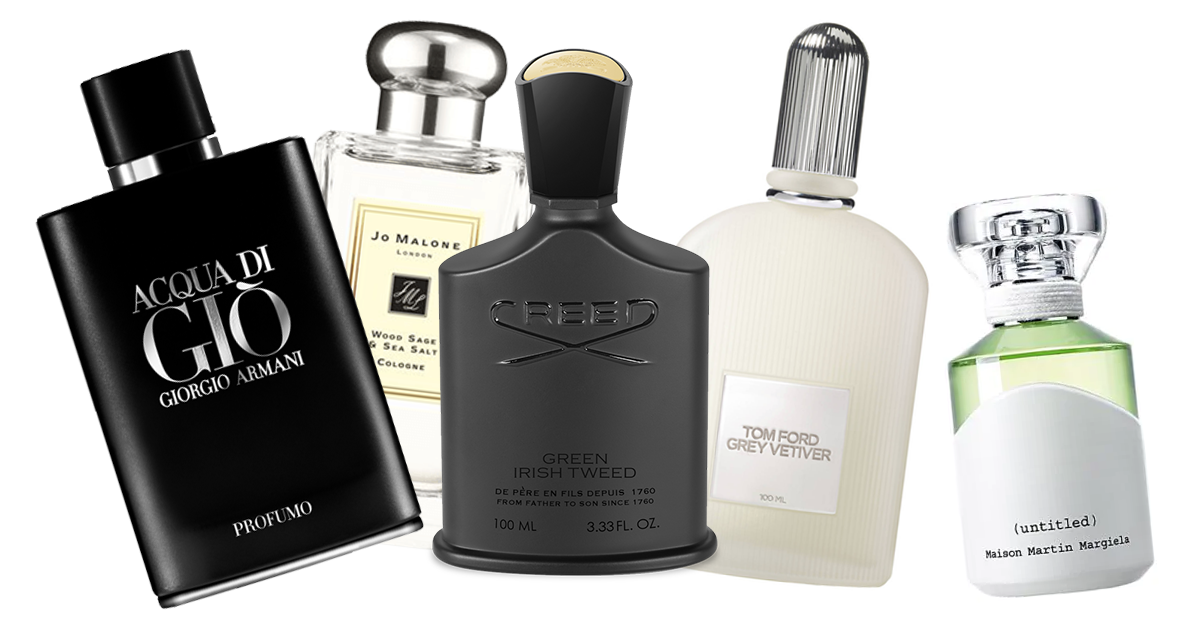 ACQUA DI
GIÒ
GIORGIO ARMANI
PROFUMO
JO MALONE
LONDON
JML
WOOD SAGE
& SEA SALT
COLOGNE
CREED
GREEN
IRISH TWEED
DE PÈRE EN FILS DEPUIS 1760
FROM FATHER TO SON SINCE 1760
100 ML 3.33 FL. OZ.
TOM FORD
GREY VETIVER
100 ML
(untitled)
Maison Martin Margiela